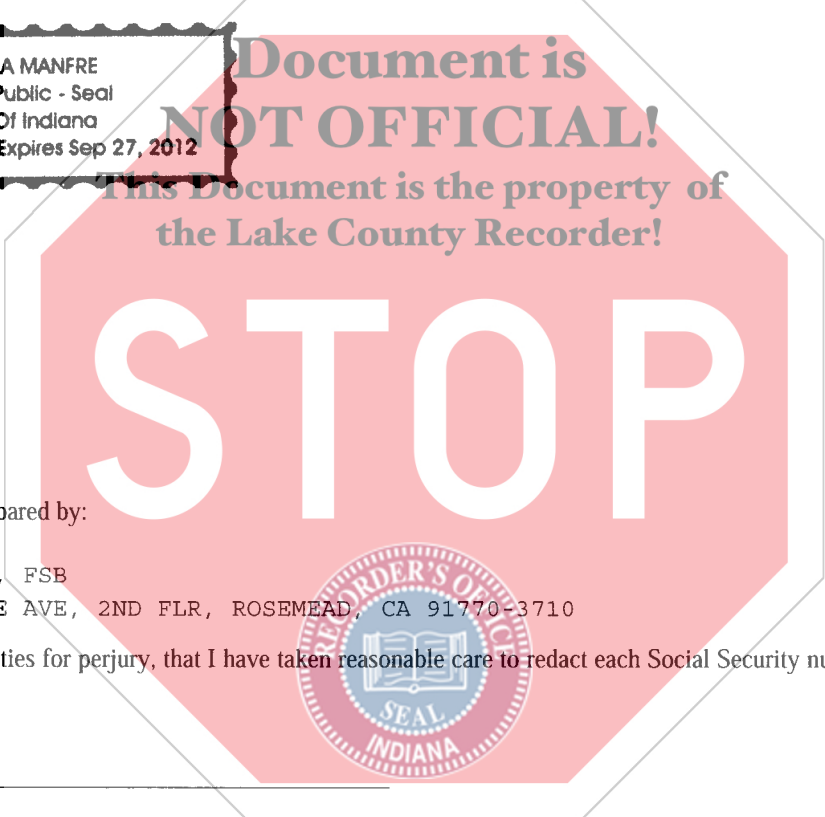 A MANFRE
Public - Seal
Of Indiana
Expires Sep 27, 2012
Document is
NOT OFFICIAL!
This Document is the property of
the Lake County Recorder!
STOP
pared by:
, FSB
E AVE, 2ND FLR, ROSEMEAD, CA 91770-3710
RECORDER'S OFFICE
ties for perjury, that I have taken reasonable care to redact each Social Security nu
SEAL
INDIANA